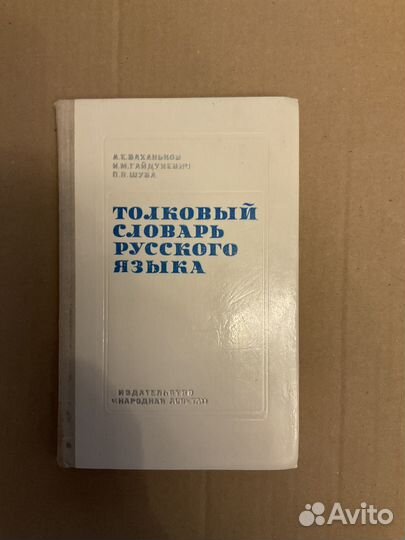 А.Е.БАХАНЬКОВ
И.М.ГАЙДУКЕВИЧ
П.П.ШУБА
ТОЛКОВЫЙ
СЛОВАРЬ
РУССКОГО
ЯЗЫКА
ИЗДАТЕЛЬСТВО
«НАРОДНАЯ АСВЕТА»
Avito